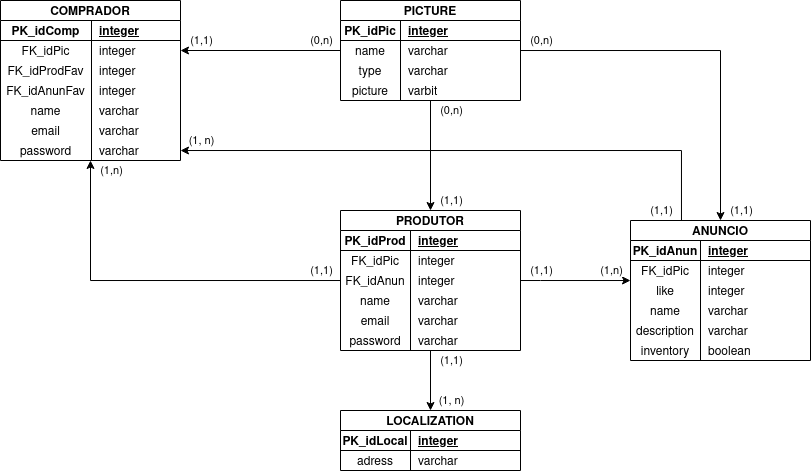 COMPRADOR
PK_idComp integer
FK_idPic integer
FK_idProdFav integer
FK_idAnunFav integer
name varchar
email varchar
password varchar
(1,1)
(0,n)
PICTURE
PK_idPic integer
name varchar
type varchar
picture varbit
(0,n)
(0,n)
(1, n)
(1,n)
(1,1)
(1,1)
(1,1)
PRODUTOR
PK_idProd integer
FK_idPic integer
FK_idAnun integer
name varchar
email varchar
password varchar
(1,1)
(1,1)
(1,n)
ANUNCIO
PK_idAnun integer
FK_idPic integer
like integer
name varchar
description varchar
inventory boolean
(1,1)
(1,1)
(1, n)
LOCALIZATION
PK_idLocal integer
adress varchar